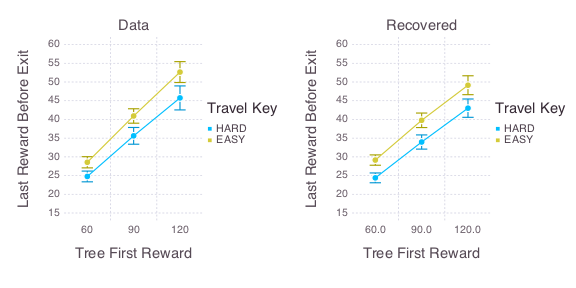 Data
Last Reward Before Exit
60
55
50
45
40
35
30
25
20
15
60 90 120
Tree First Reward
Travel Key
HARD
EASY
Recovered
Last Reward Before Exit
60
55
50
45
40
35
30
25
20
15
60.0 90.0 120.0
Tree First Reward
Travel Key
HARD
EASY